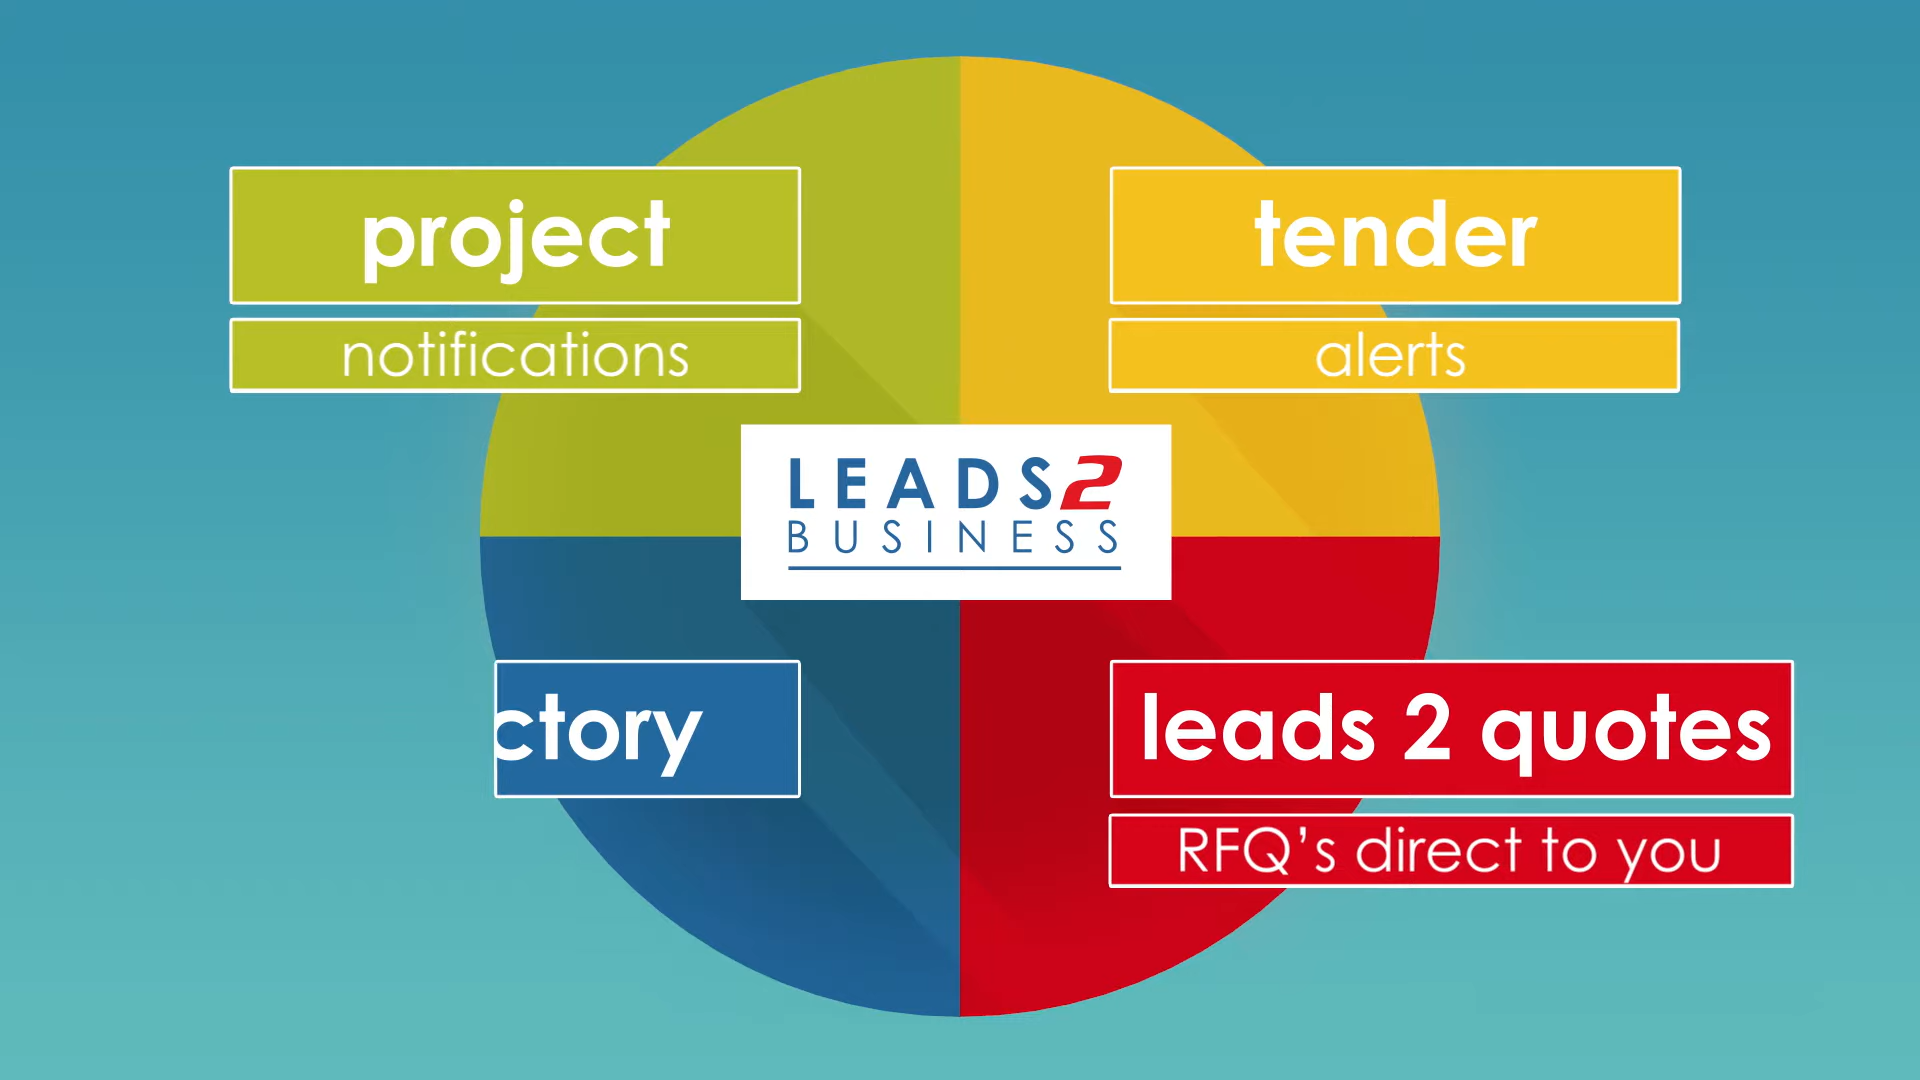 project
notifications
tender
alerts
LEADS2
BUSINESS
ctory
leads 2 quotes
RFQ's direct to you